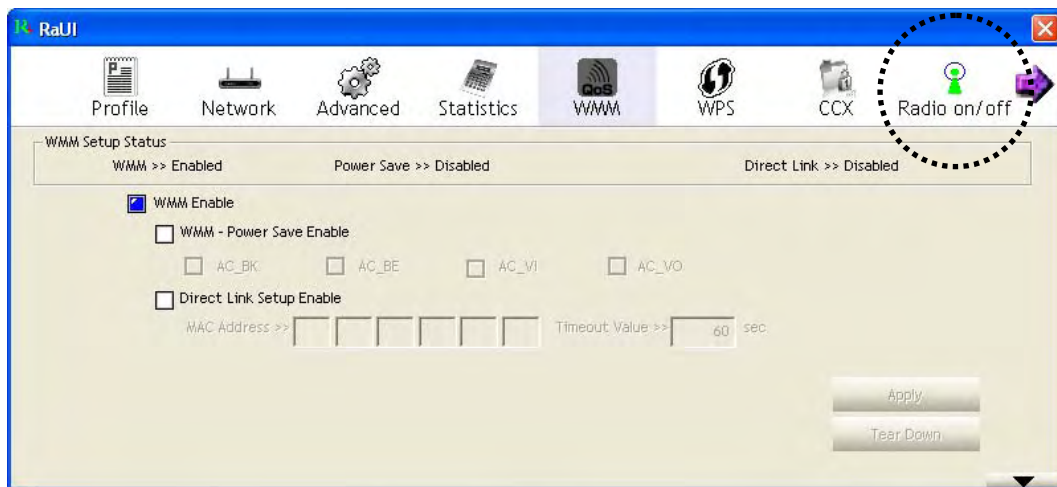 RaUI
Profile Network Advanced Statistics QoS WMM WPS CCX Radio on/off
WMM Setup Status
WMM >> Enabled Power Save >> Disabled Direct Link >> Disabled
WMM Enable
WMM - Power Save Enable
AC_BK AC_BE AC_VI AC_VO
Direct Link Setup Enable
MAC Address >> Timeout Value >> 60 sec
Apply
Tear Down